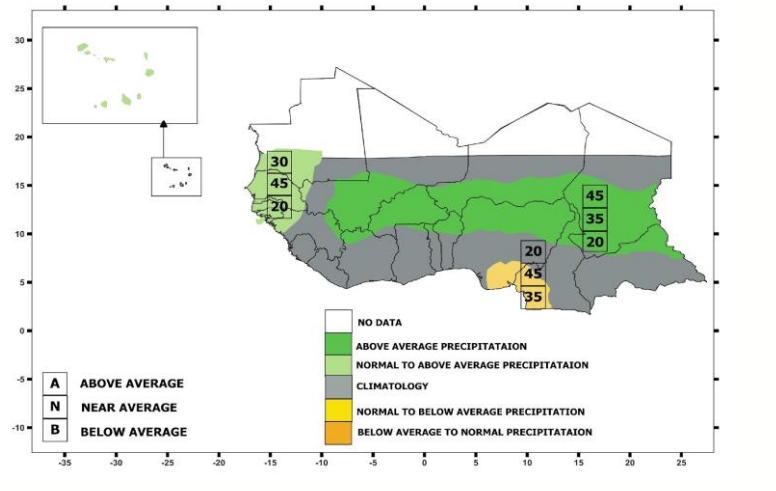 30
25
20
15
10
5
0
-5
-10
30
45
20
45
35
20
20
45
35
NO DATA
ABOVE AVERAGE PRECIPITATAION
NORMAL TO ABOVE AVERAGE PRECIPITATAION
CLIMATOLOGY
NORMAL TO BELOW AVERAGE PRECIPITATION
BELOW AVERAGE TO NORMAL PRECIPITATAION
A ABOVE AVERAGE
N NEAR AVERAGE
B BELOW AVERAGE
-35 -30 -25 -20 -15 -10 -5 0 5 10 15 20 25